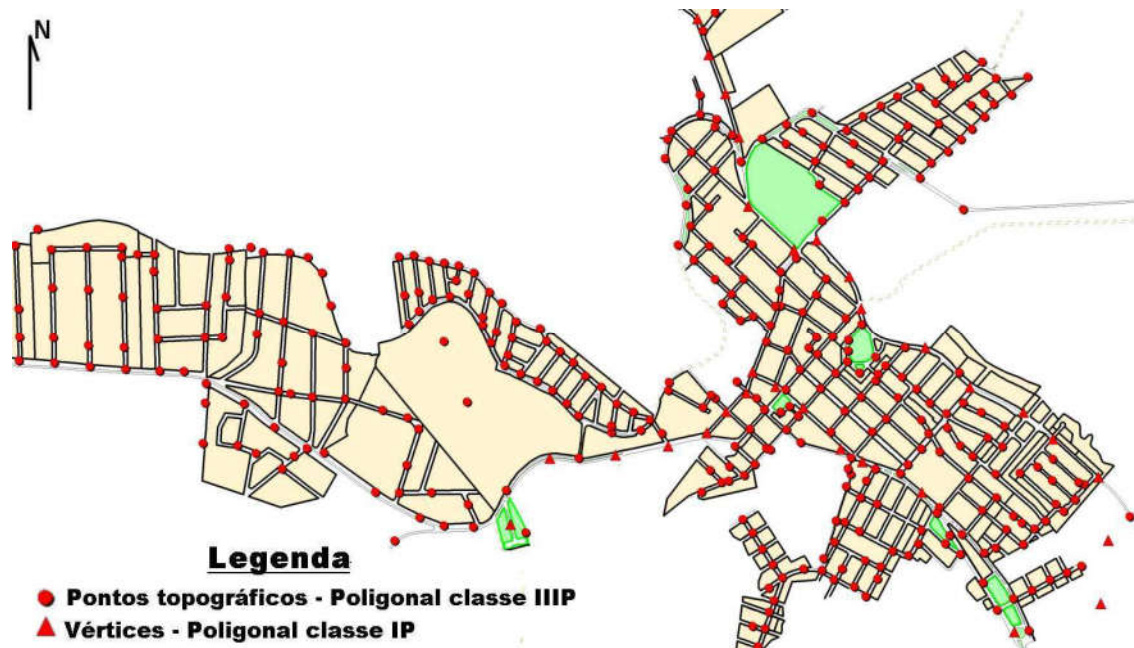 N
Legenda
Pontos topográficos - Poligonal classe IIIP
Vértices - Poligonal classe IP